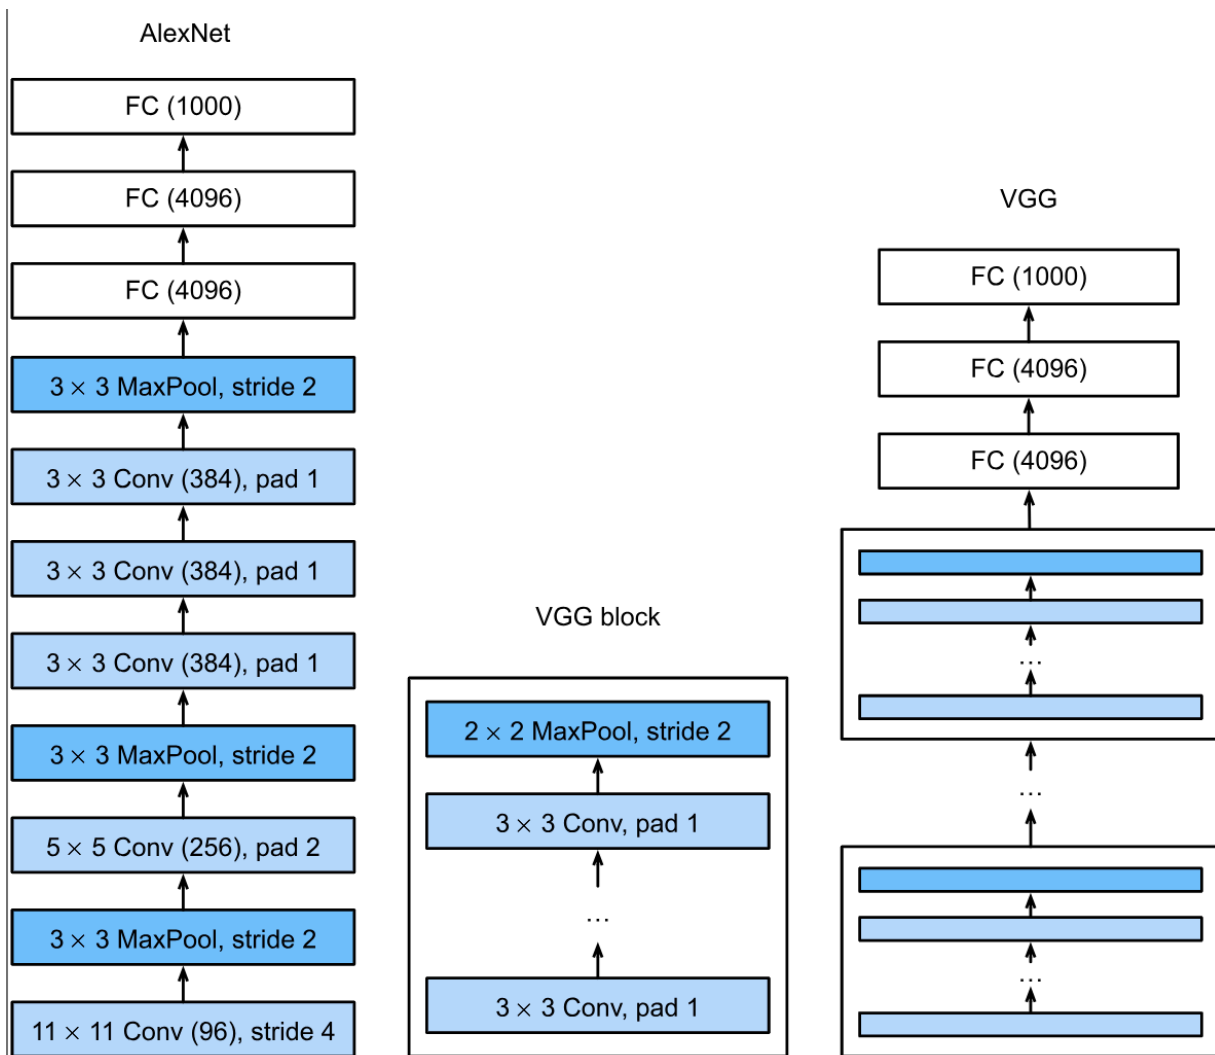 AlexNet
FC (1000)
FC (4096)
FC (4096)
3 × 3 MaxPool, stride 2
3 × 3 Conv (384), pad 1
3 × 3 Conv (384), pad 1
3 × 3 Conv (384), pad 1
3 × 3 MaxPool, stride 2
5 × 5 Conv (256), pad 2
3 × 3 MaxPool, stride 2
11 × 11 Conv (96), stride 4
VGG block
2 × 2 MaxPool, stride 2
3 × 3 Conv, pad 1
...
3 × 3 Conv, pad 1
VGG
FC (1000)
FC (4096)
FC (4096)
...
...
...